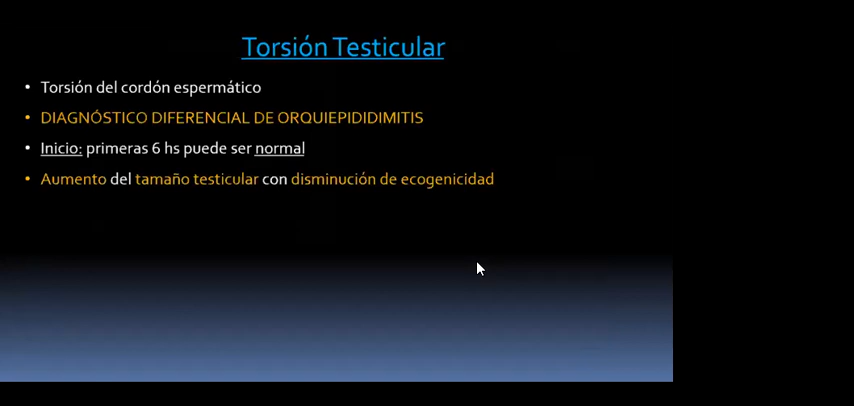 Torsión Testicular
• Torsión del cordón espermático
• DIAGNÓSTICO DIFERENCIAL DE ORQUIEPIDIDIMITIS
• Inicio: primeras 6 hs puede ser normal
• Aumento del tamaño testicular con disminución de ecogenicidad